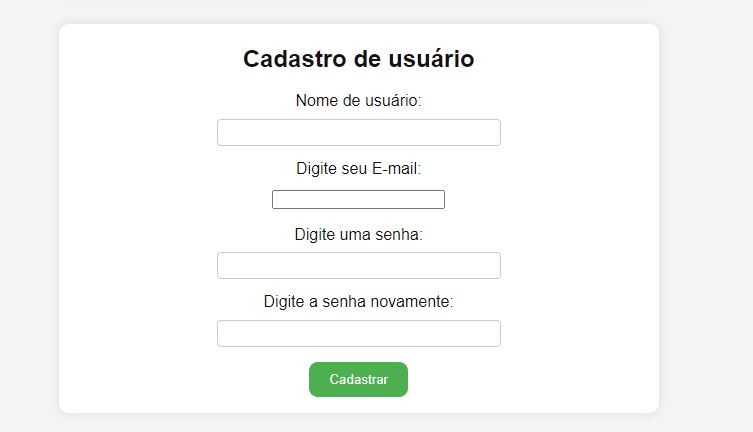 Cadastro de usuário
Nome de usuário:
Digite seu E-mail:
Digite uma senha:
Digite a senha novamente:
Cadastrar